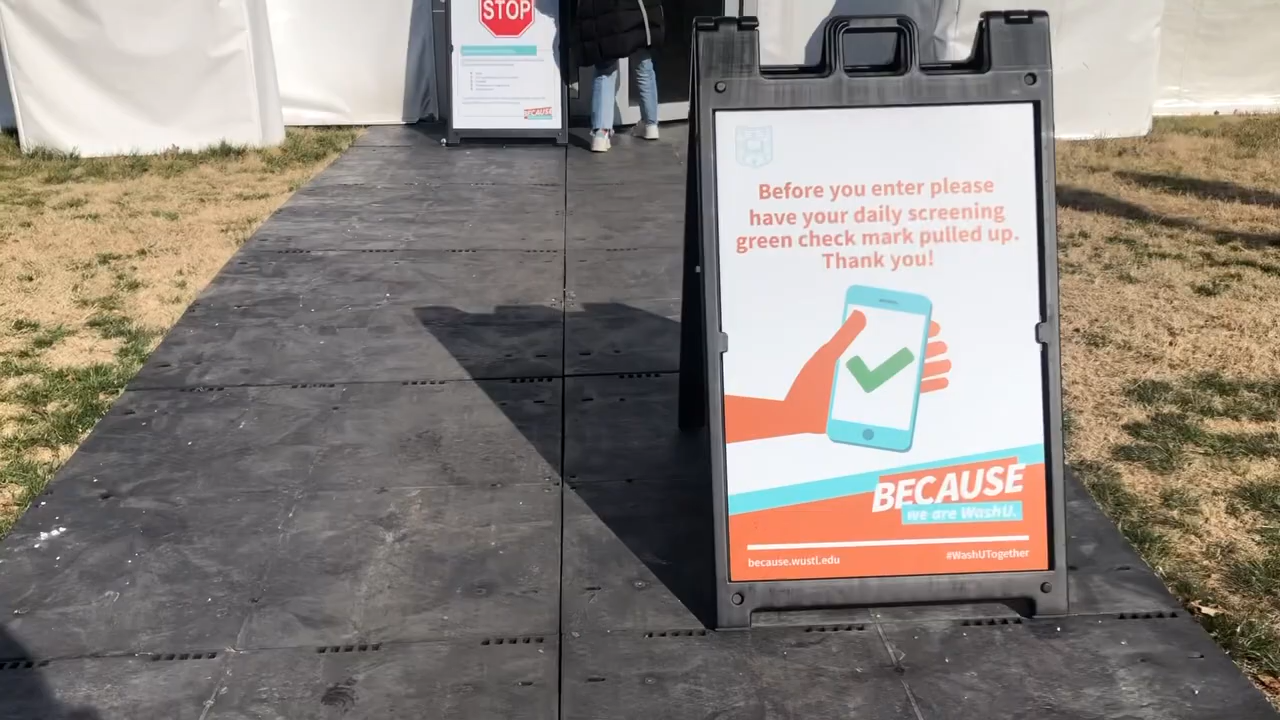 STOP
BECAUSE
Before you enter please
have your daily screening
green check mark pulled up.
Thank you!
BECAUSE
we are WashU.
because.wustl.edu
#WashUTogether